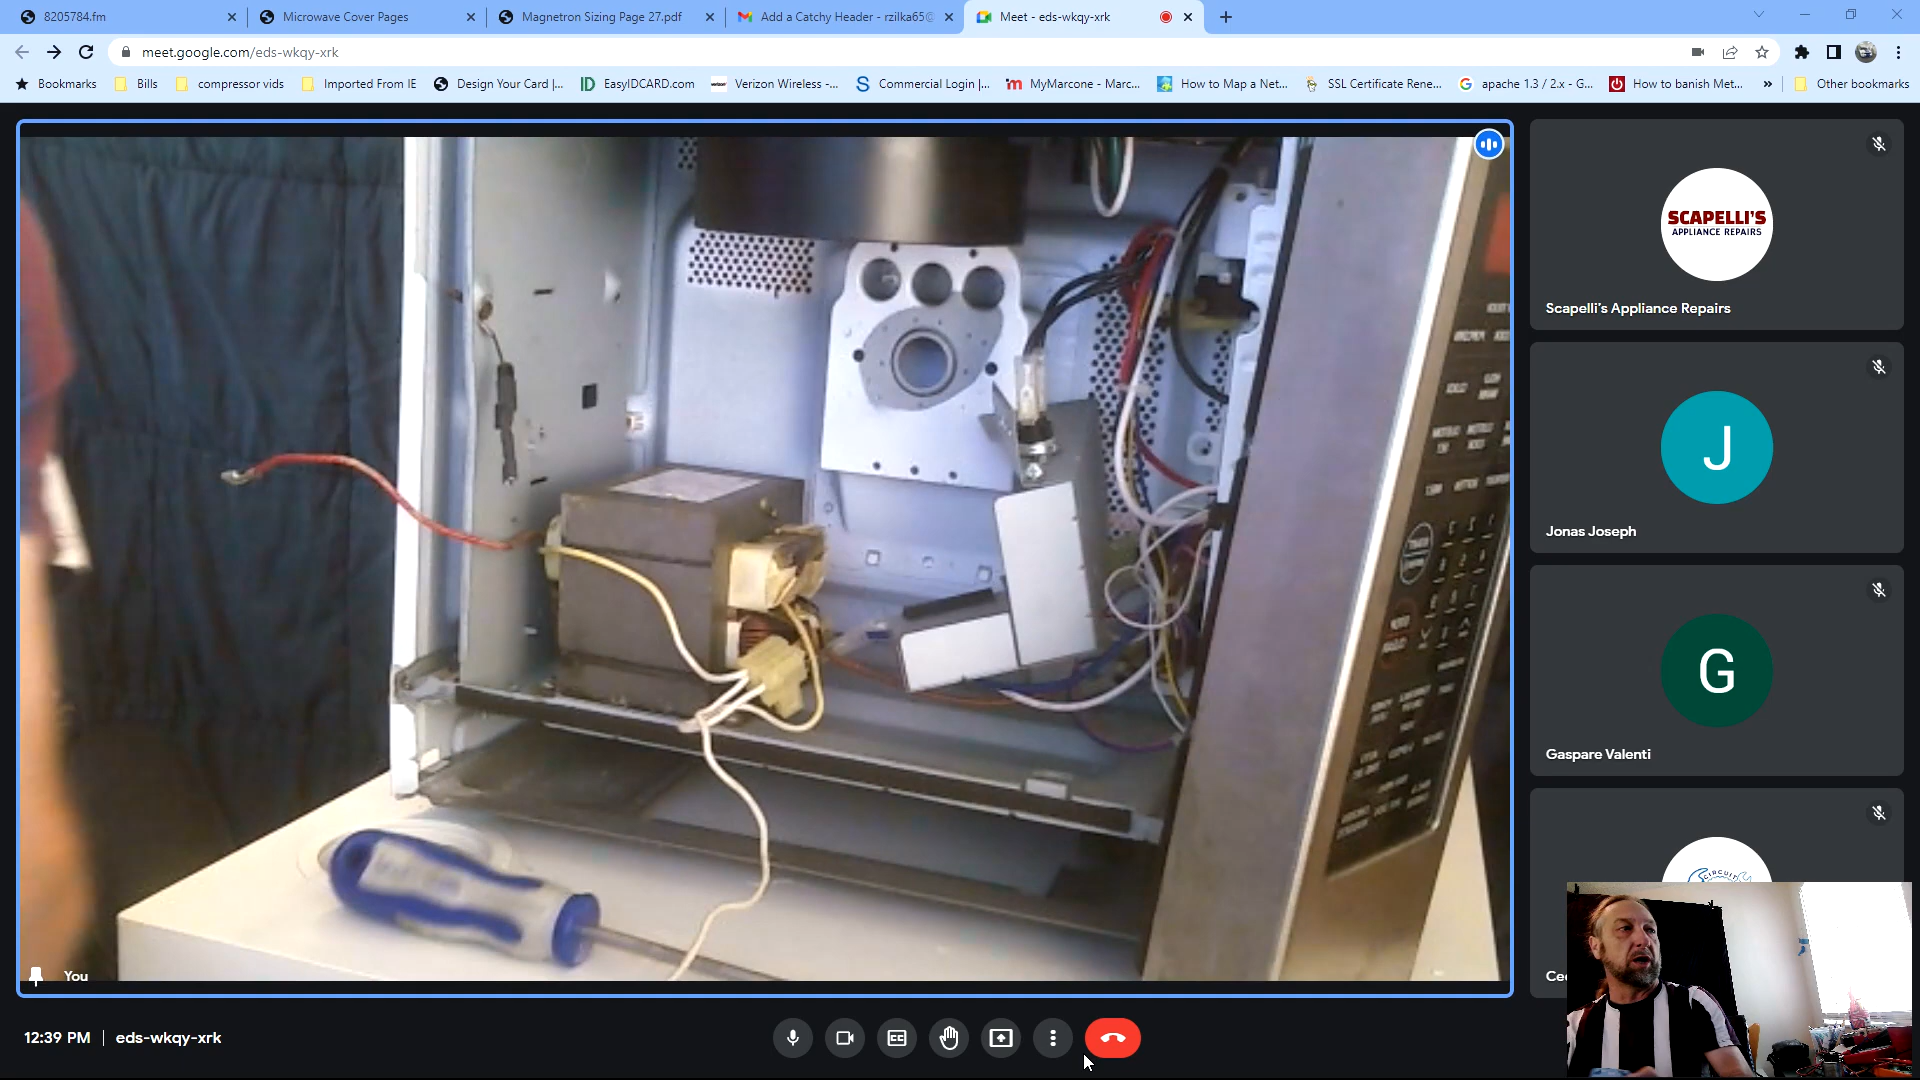 8205784.fm
Microwave Cover Pages
Magnetron Sizing Page 27.pdf
Add a Catchy Header - rzilka65@
Meet - eds-wkqy-xrk
meet.google.com/eds-wkqy-xrk
Bookmarks
Bills
compressor vids
Imported From IE
Design Your Card |...
EasyIDCARD.com
Verizon Wireless -...
Commercial Login |...
MyMarcone - Marc...
How to Map a Net...
SSL Certificate Rene...
apache 1.3 / 2.x - G...
How to banish Met...
Other bookmarks
SCAPELLI'S
APPLIANCE REPAIRS
Scapelli's Appliance Repairs
J
Jonas Joseph
G
Gaspare Valenti
CIRCUIT
You
12:39 PM | eds-wkqy-xrk